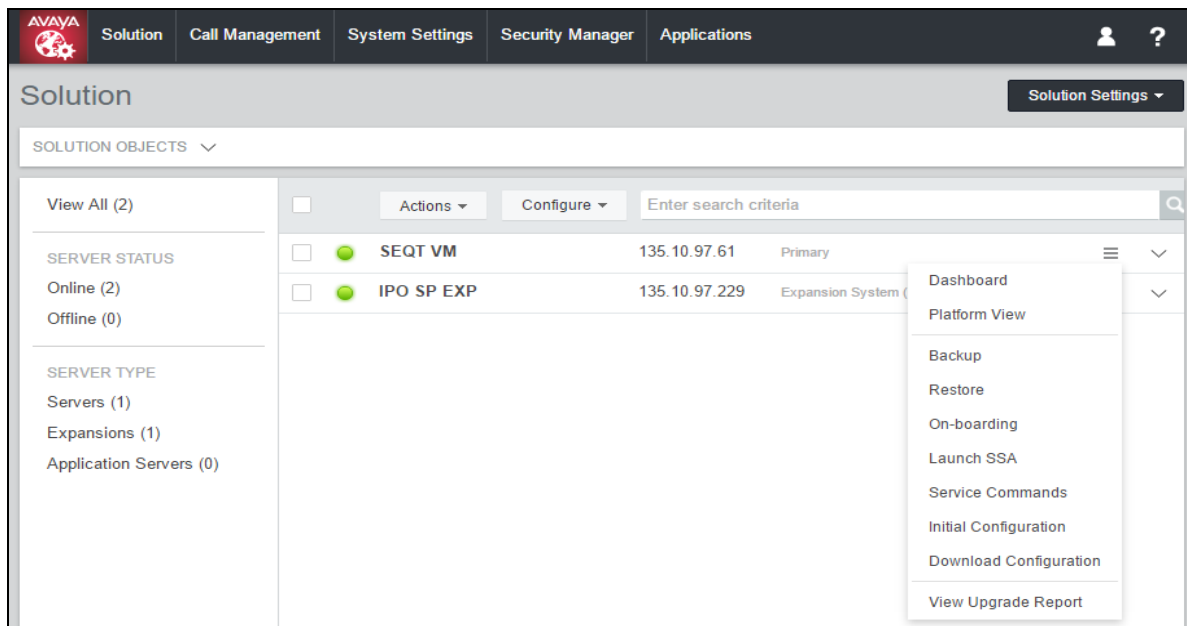 AVAYA
Solution Call Management System Settings Security Manager Applications ?
Solution
Solution Settings
SOLUTION OBJECTS
View All (2)
SERVER STATUS
Online (2)
Offline (0)
SERVER TYPE
Servers (1)
Expansions (1)
Application Servers (0)
Actions Configure Enter search criteria
SEQT VM 135.10.97.61 Primary
IPO SP EXP 135.10.97.229 Expansion System (
Dashboard
Platform View
Backup
Restore
On-boarding
Launch SSA
Service Commands
Initial Configuration
Download Configuration
View Upgrade Report